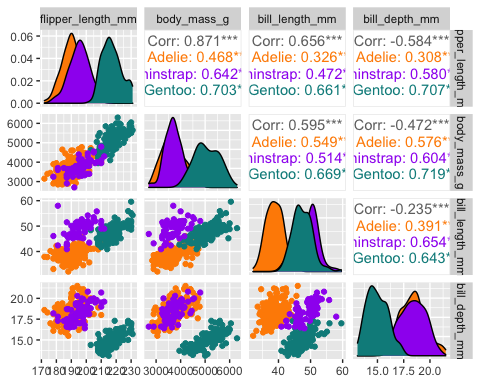 flipper_length_mm body_mass_g bill_length_mm bill_depth_mm
0.06
0.04
0.02
0.00
Corr: 0.871***
Adelie: 0.468**
ninstrap: 0.642*
Gentoo: 0.703*
Corr: 0.656***
Adelie: 0.326**
ninstrap: 0.472*
Gentoo: 0.661*
Corr: -0.584***
Adelie: 0.308**
ninstrap: 0.580*
Gentoo: 0.707*
pper_length_m
6000
5000
4000
3000
Corr: 0.595***
Adelie: 0.549**
ninstrap: 0.514*
Gentoo: 0.669*
Corr: -0.472***
Adelie: 0.576**
ninstrap: 0.604*
Gentoo: 0.719*
body_mass_g
60
50
40
Corr: -0.235***
Adelie: 0.391**
ninstrap: 0.654*
Gentoo: 0.643*
bill_length_mm
20.0
17.5
15.0
bill_depth_mm
170 180 190 200 210 220 230 3000 4000 5000 6000 40 50 60 15.0 17.5 20.0